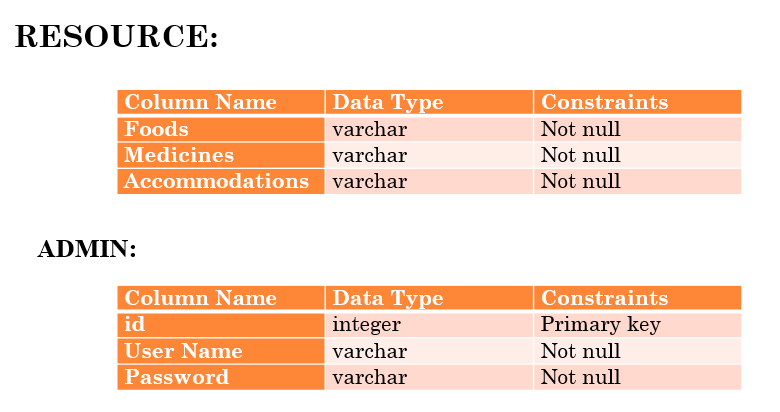 RESOURCE:
Column Name Data Type Constraints
Foods varchar Not null
Medicines varchar Not null
Accommodations varchar Not null
ADMIN:
Column Name Data Type Constraints
id integer Primary key
User Name varchar Not null
Password varchar Not null